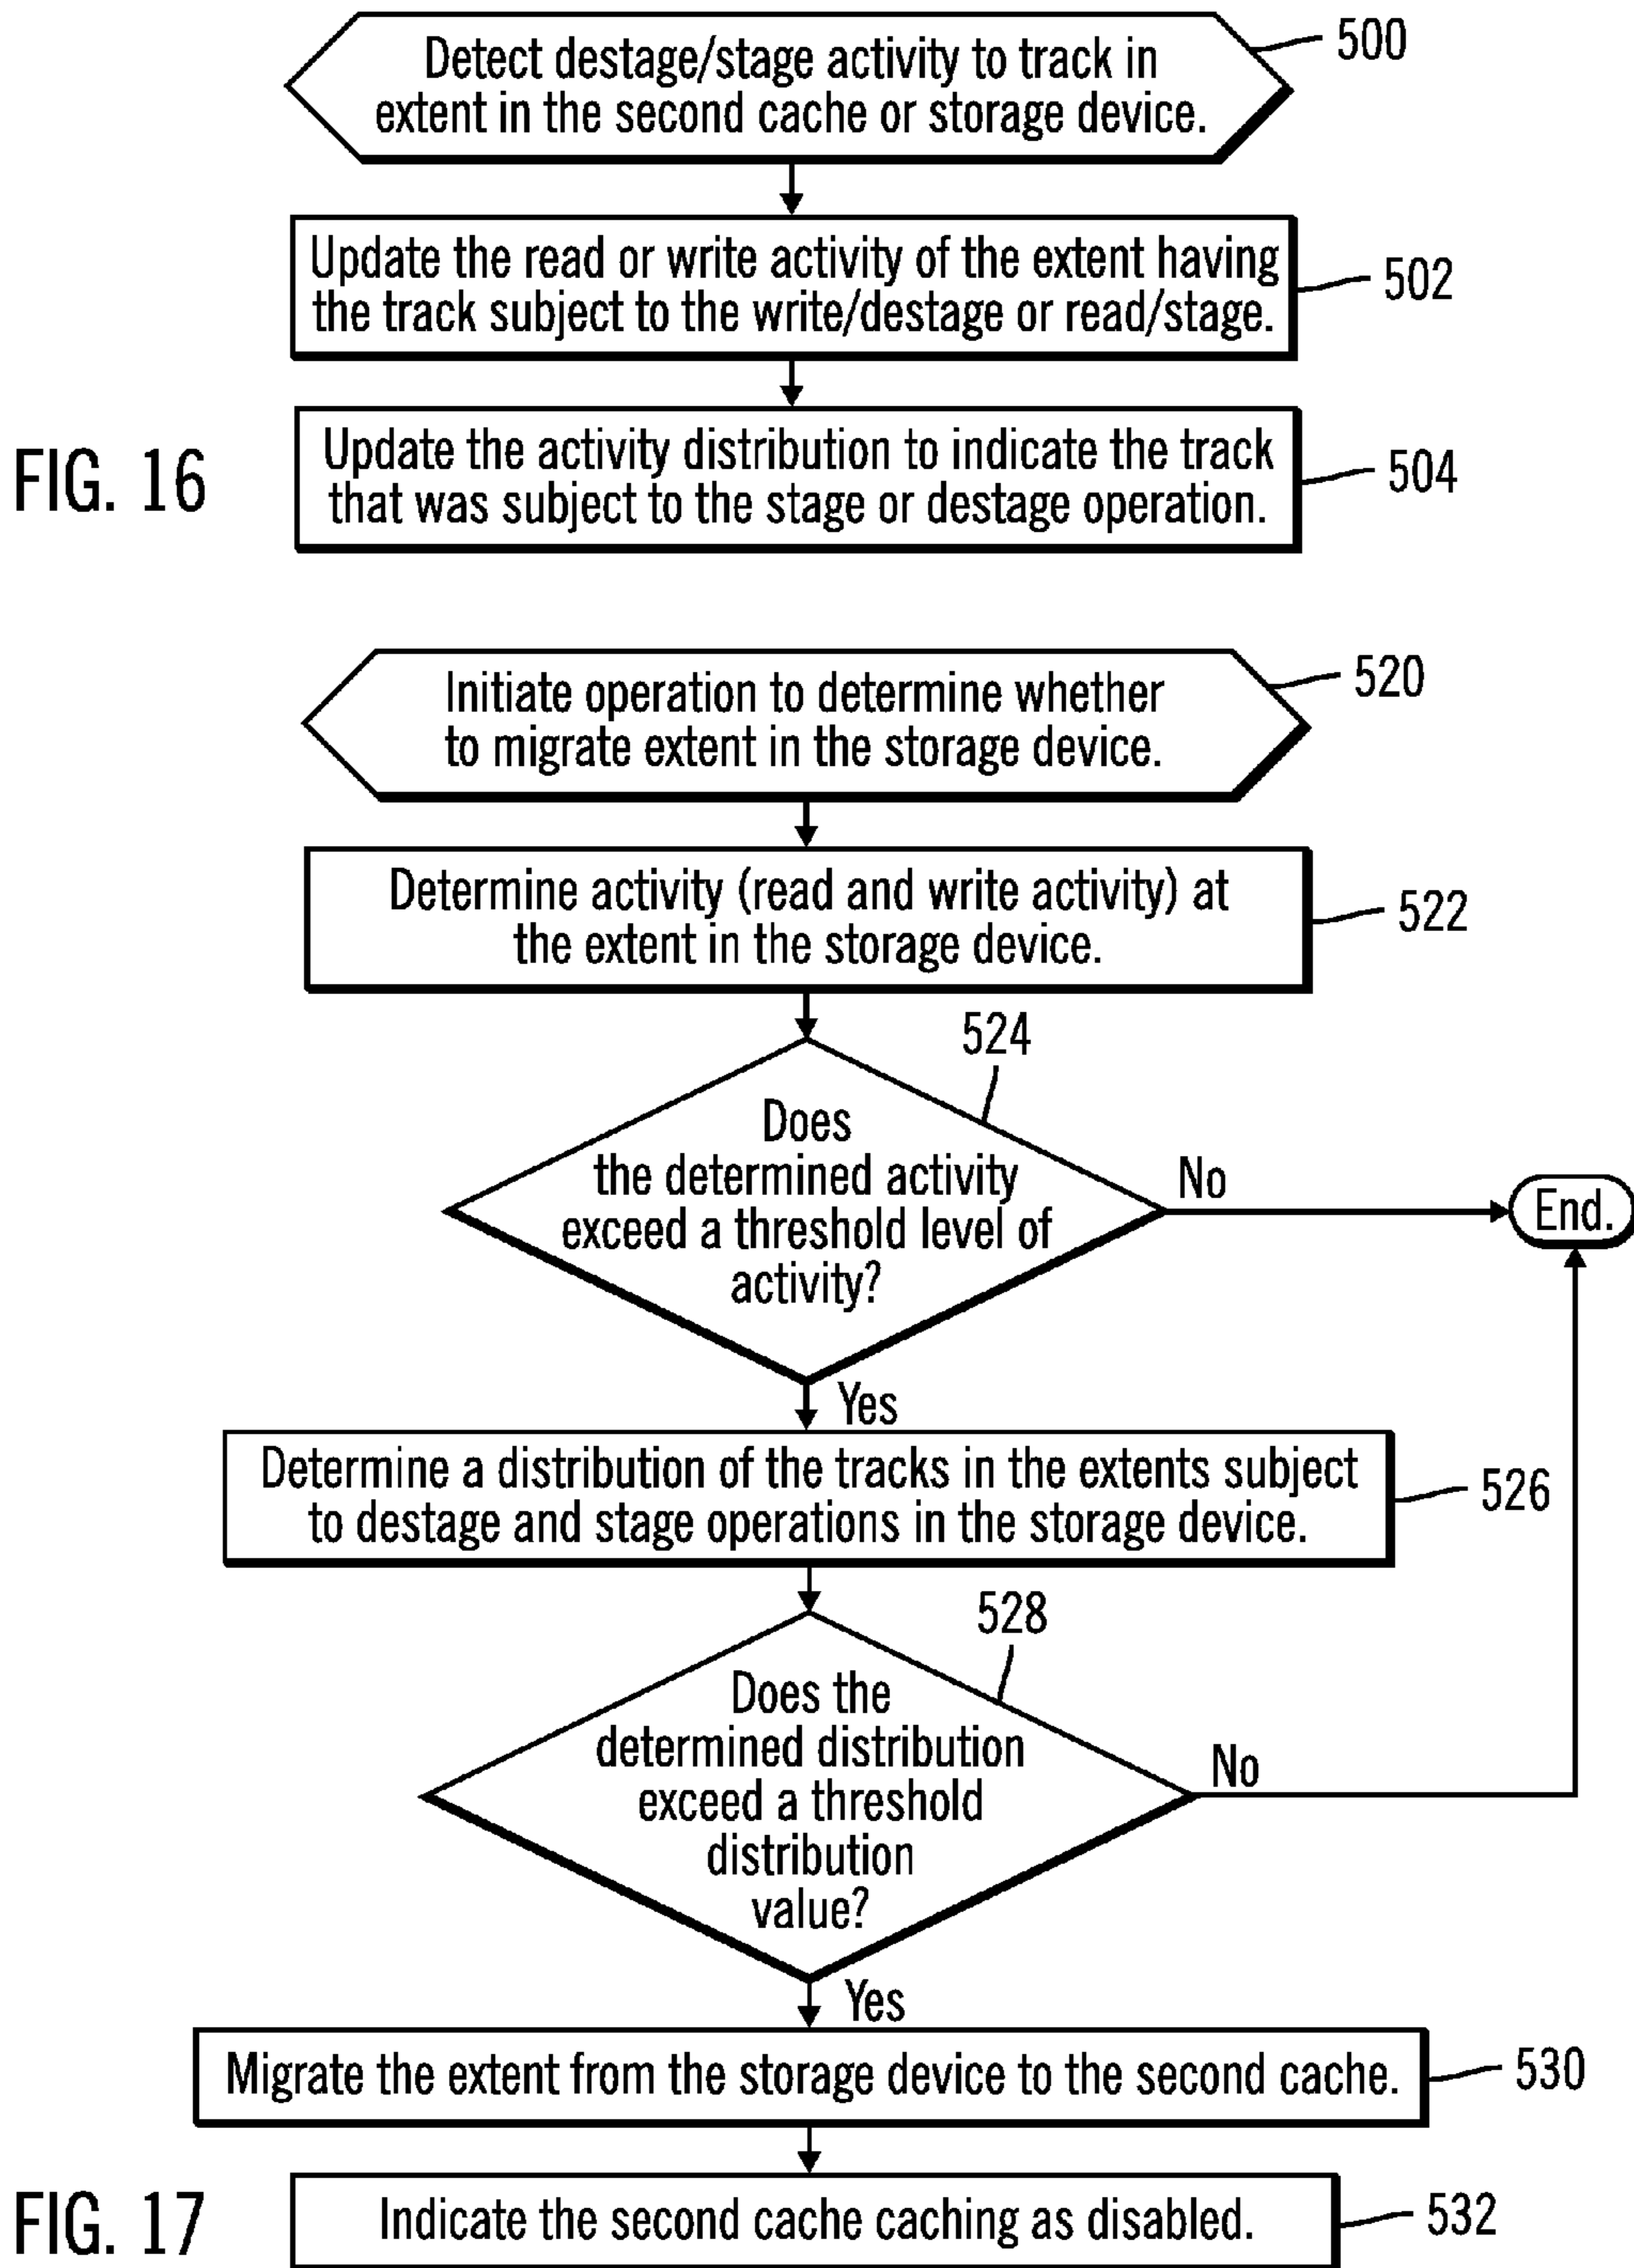 Detect destage/stage activity to track in
extent in the second cache or storage device.
500
Update the read or write activity of the extent having
the track subject to the write/destage or read/stage.
502
Update the activity distribution to indicate the track
that was subject to the stage or destage operation.
504
FIG. 16
Initiate operation to determine whether
to migrate extent in the storage device.
520
Determine activity (read and write activity) at
the extent in the storage device.
522
524
Does
the determined activity
exceed a threshold level of
activity?
No
End.
Yes
Determine a distribution of the tracks in the extents subject
to destage and stage operations in the storage device.
526
528
Does the
determined distribution
exceed a threshold
distribution
value?
No
Yes
Migrate the extent from the storage device to the second cache.
530
FIG. 17
Indicate the second cache caching as disabled.
532